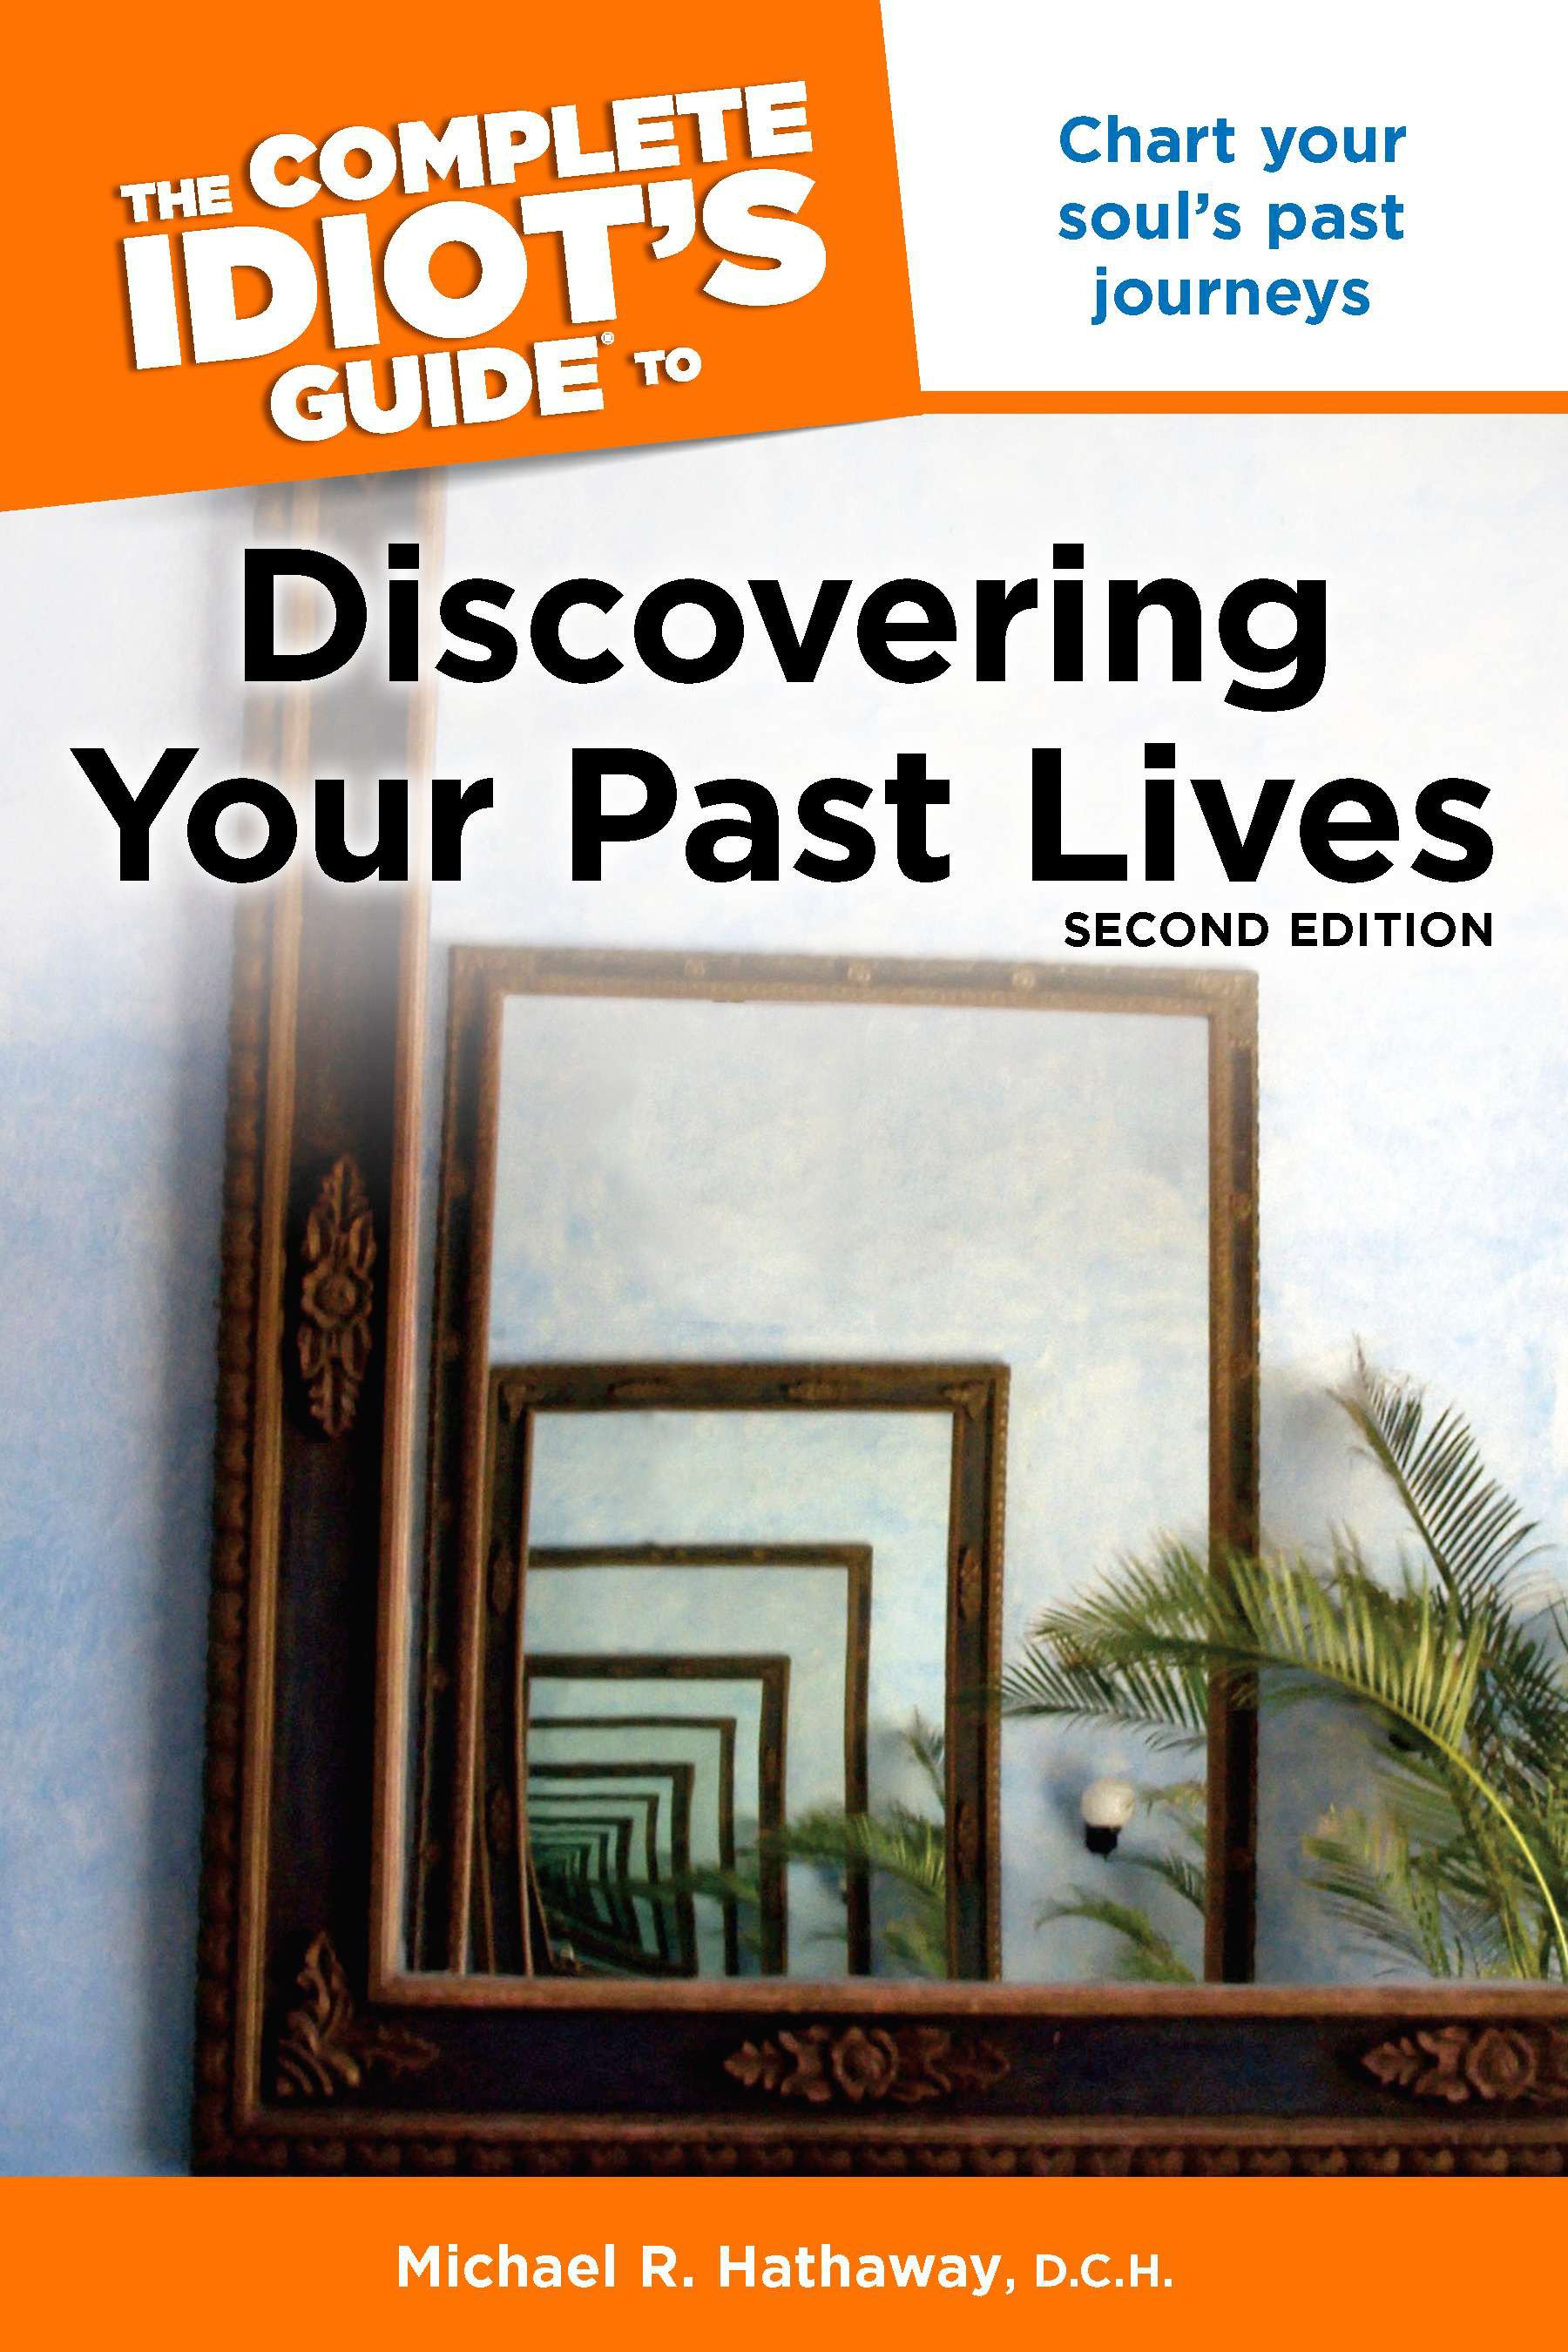 THE COMPLETE
IDIOT'S
GUIDE® TO
Chart your
soul's past
journeys
Discovering
Your Past Lives
SECOND EDITION
Michael R. Hathaway, D.C.H.